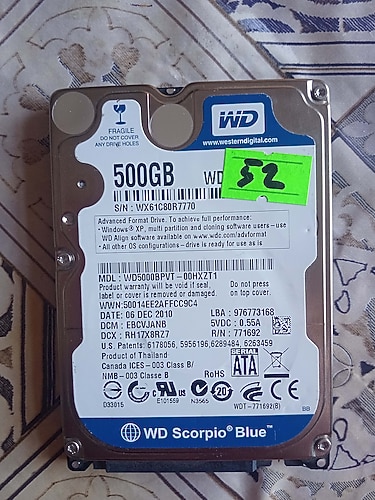 FRAGILE
DO NOT COVER
ANY DRIVE HOLES
WD
www.westerndigital.com
500GB WD
52
S/N : WX61C80R7770
Advanced Format Drive. To achieve full performance:
• Windows® XP, multi partition and cloning software users – use
WD Align software available on www.wdc.com/advformat
• All other OS configurations – drive is ready for use as is
MDL : WD5000BPVT – 00HXZT1
Product warranty will be void if seal,
label or cover is removed or damaged.
Do not press
on top cover.
WWN:50014EE2AFFCC9C4
DATE: 06 DEC 2010
LBA : 976773168
DCM : EBCVJANB
5VDC : 0.55A
DCX : RH17X8RZ7
R/N : 771692
U.S. Patents: 6178056, 5956196,6289484, 6263459
Product of Thailand
Canada ICES –003 Class B/
NMB –003 Classe B
SERIAL
ATA
RoHS
20
CE
D33015
E101559
N3565
WDT –771692(B)
BB
WD Scorpio® Blue™